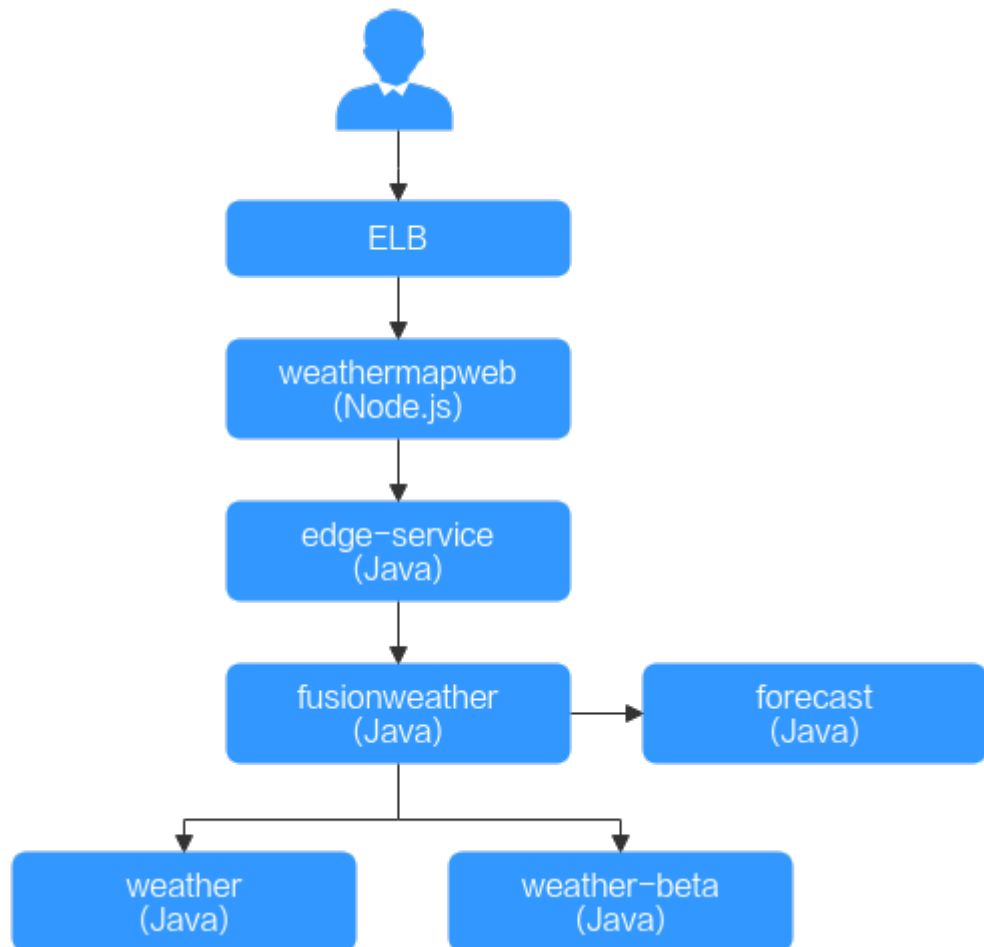 ELB
weathermapweb
(Node.js)
edge-service
(Java)
fusionweather
(Java)
forecast
(Java)
weather
(Java)
weather-beta
(Java)